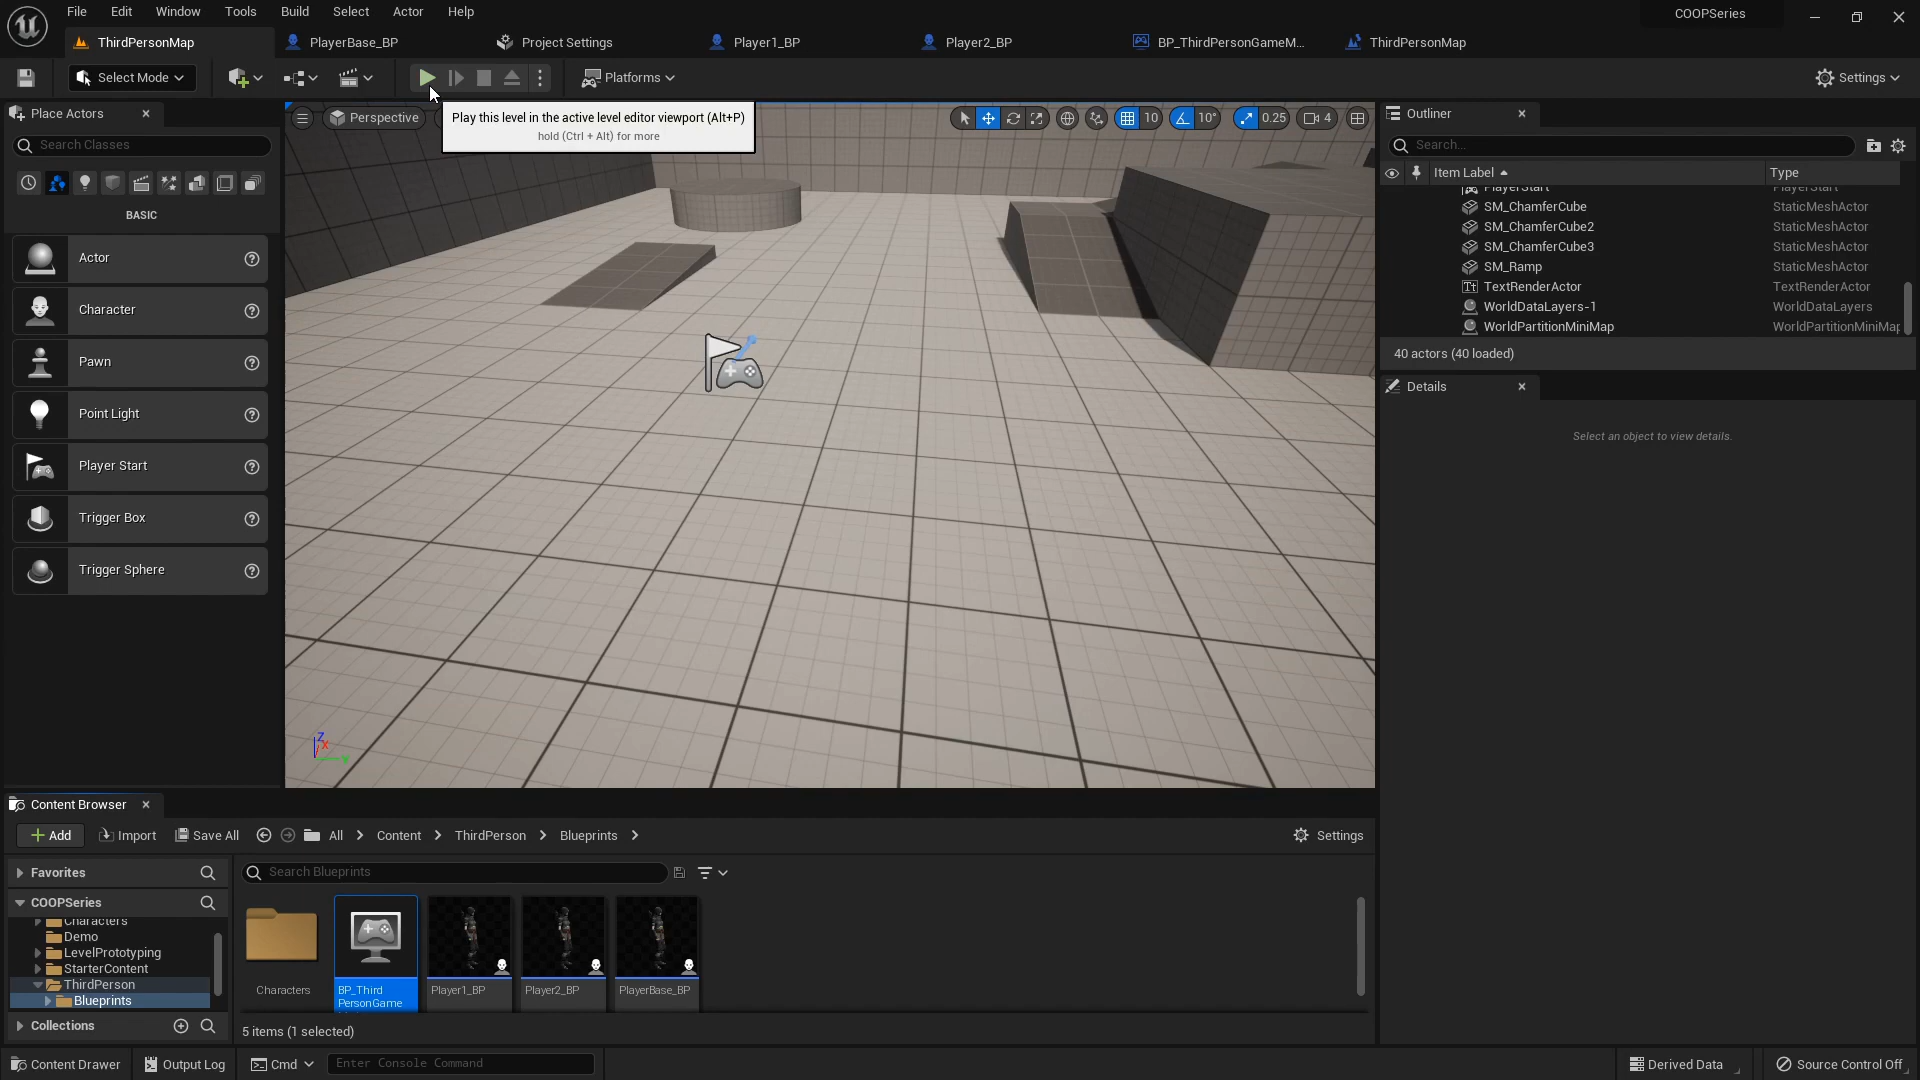 File Edit Window Tools Build Select Actor Help
COOPSeries
ThirdPersonMap
PlayerBase_BP
Project Settings
Player1_BP
Player2_BP
BP_ThirdPersonGameM...
ThirdPersonMap
Select Mode
Platforms
Settings
Place Actors
Search Classes
BASIC
Actor
Character
Pawn
Point Light
Player Start
Trigger Box
Trigger Sphere
Perspective
Play this level in the active level editor viewport (Alt+P)
hold (Ctrl + Alt) for more
10
10°
0.25
4
Z
X
Y
Outliner
Search...
Item Label Type
PlayerStart PlayerStart
SM_ChamferCube StaticMeshActor
SM_ChamferCube2 StaticMeshActor
SM_ChamferCube3 StaticMeshActor
SM_Ramp StaticMeshActor
TextRenderActor TextRenderActor
WorldDataLayers-1 WorldDataLayers
WorldPartitionMiniMap WorldPartitionMiniMap
40 actors (40 loaded)
Details
Select an object to view details.
Content Browser
Add Import Save All All Content ThirdPerson Blueprints Settings
Favorites
COOPSeries
Characters
Demo
LevelPrototyping
StarterContent
ThirdPerson
Blueprints
Collections
Search Blueprints
Characters
BP_Third
PersonGame
Player1_BP
Player2_BP
PlayerBase_BP
5 items (1 selected)
Content Drawer Output Log Cmd Enter Console Command Derived Data Source Control Off